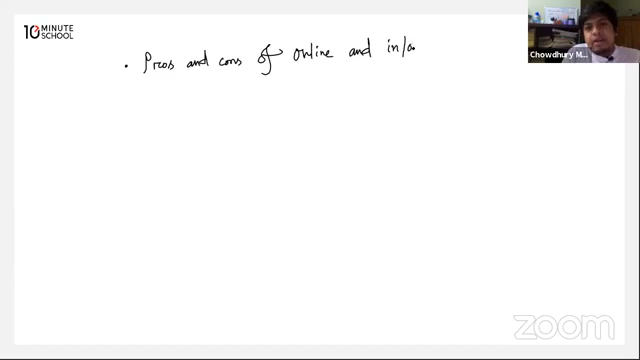 10 MINUTE SCHOOL
• Pros and cons of online and in/a
Chowdhury M...
zoom